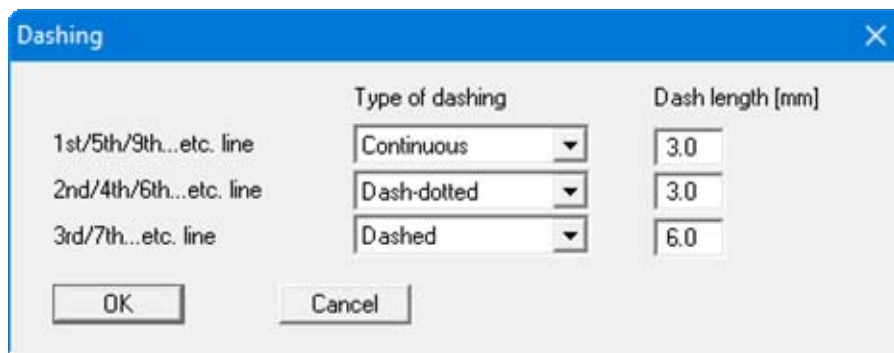 Dashing
Type of dashing Dash length [mm]
1st/5th/9th...etc. line Continuous 3.0
2nd/4th/6th...etc. line Dash-dotted 3.0
3rd/7th...etc. line Dashed 6.0
OK Cancel